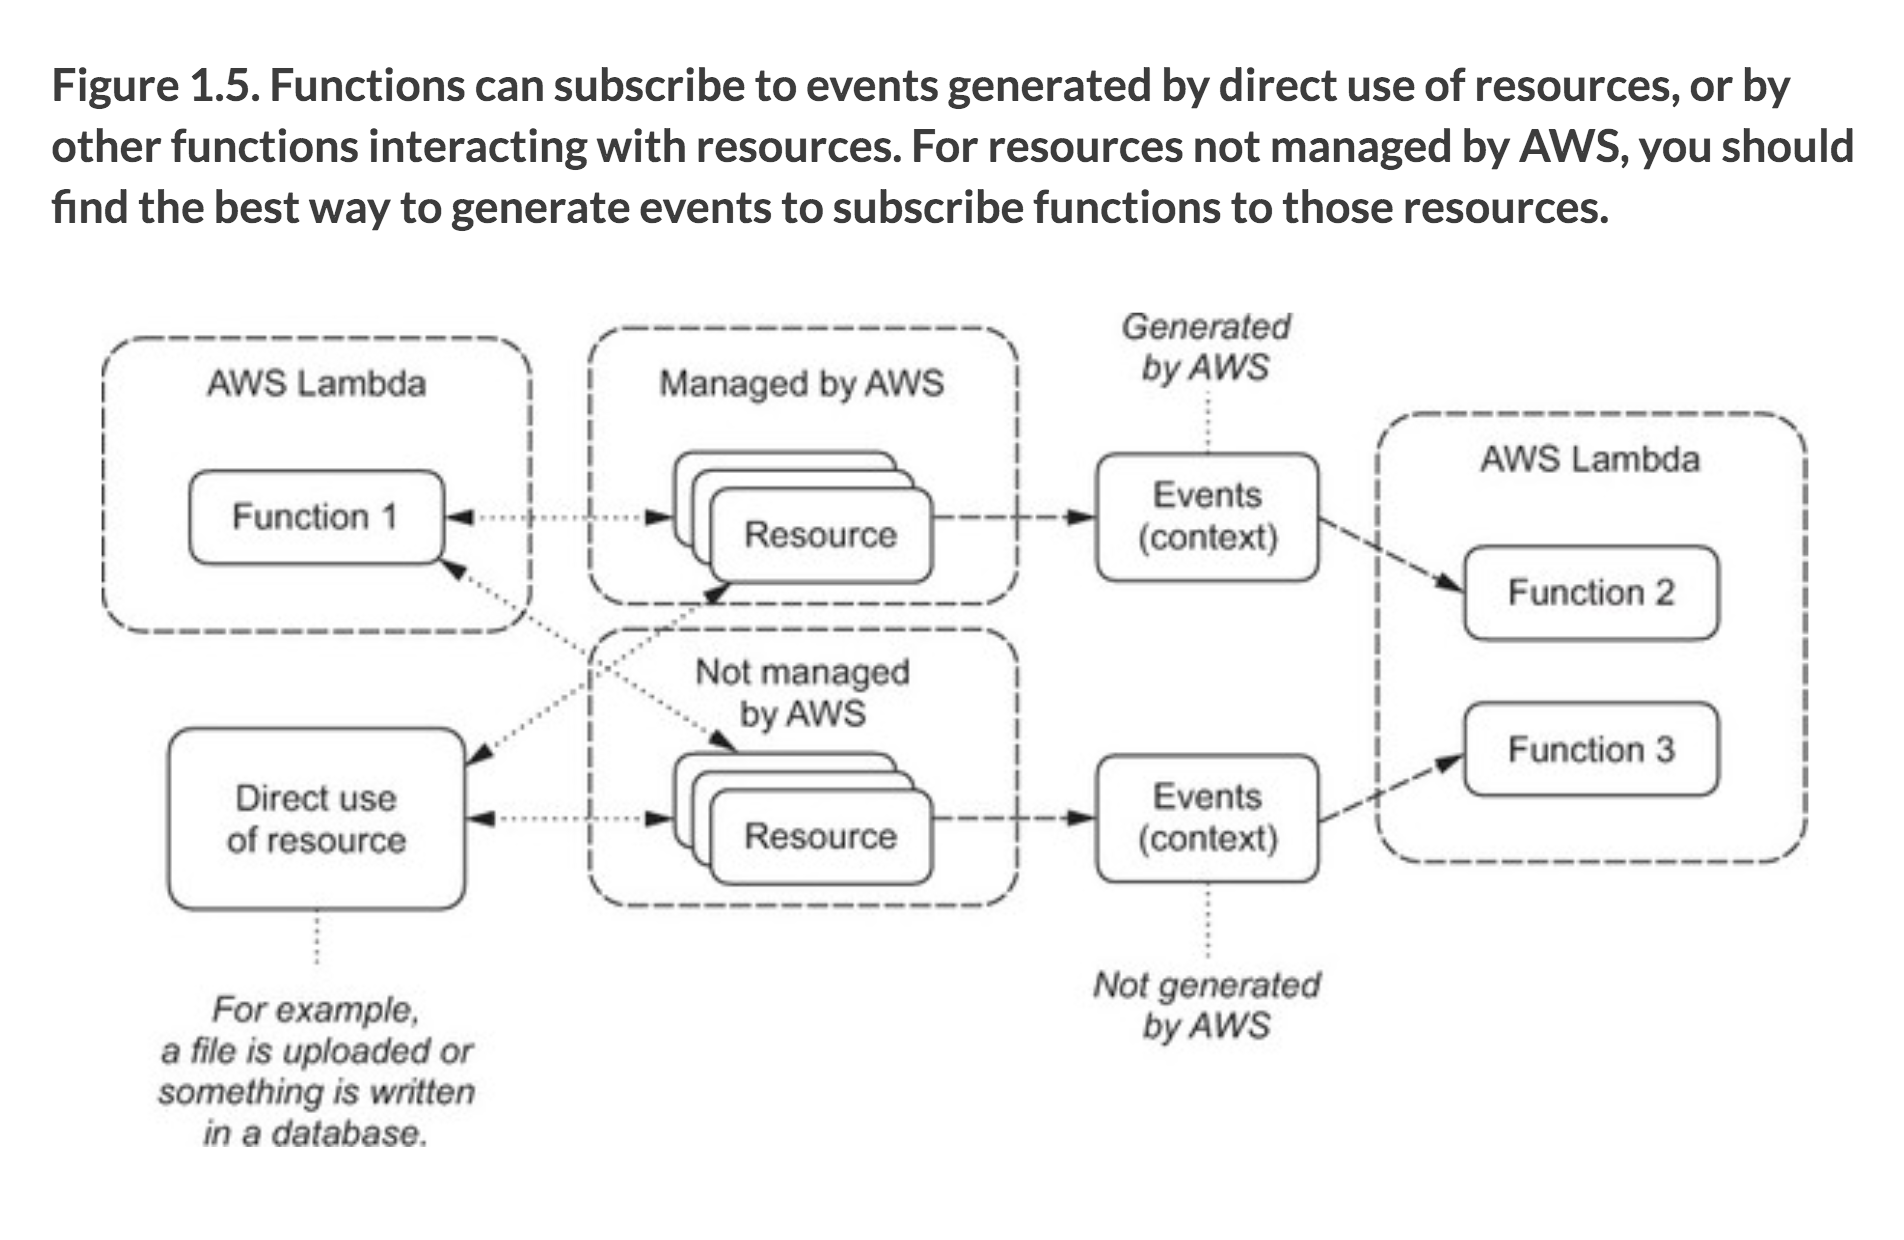 Figure 1.5. Functions can subscribe to events generated by direct use of resources, or by
other functions interacting with resources. For resources not managed by AWS, you should
find the best way to generate events to subscribe functions to those resources.
AWS Lambda
Function 1
Managed by AWS
Resource
Generated
by AWS
Events
(context)
AWS Lambda
Function 2
Function 3
Not managed
by AWS
Resource
Direct use
of resource
Events
(context)
Not generated
by AWS
For example,
a file is uploaded or
something is written
in a database.